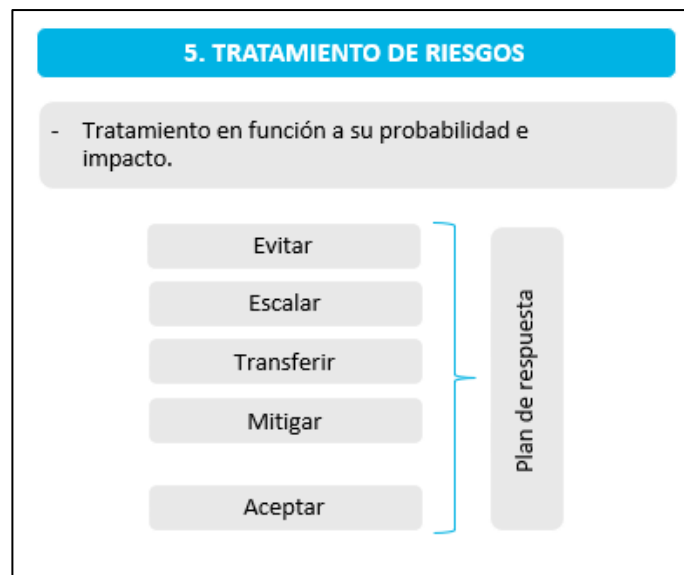 5. TRATAMIENTO DE RIESGOS
- Tratamiento en función a su probabilidad e
impacto.
Evitar
Escalar
Transferir
Mitigar
Aceptar
Plan de respuesta